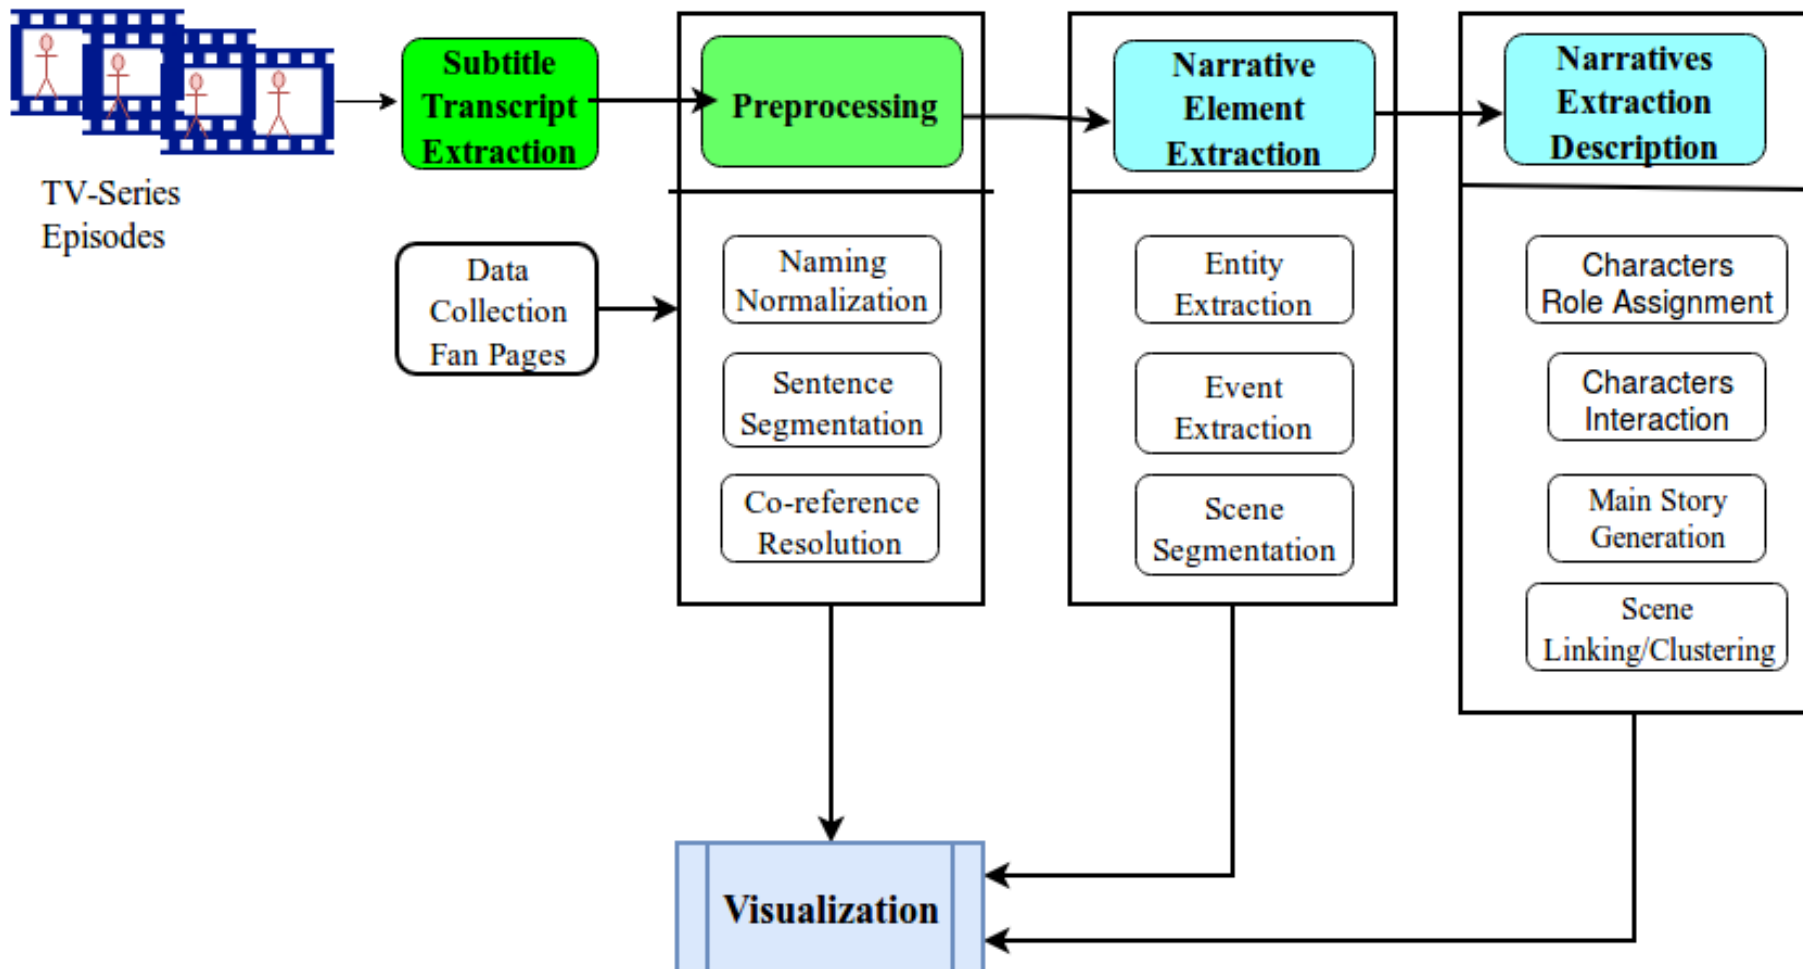 TV-Series
Episodes
Subtitle
Transcript
Extraction
Data
Collection
Fan Pages
Preprocessing
Naming
Normalization
Sentence
Segmentation
Co-reference
Resolution
Narrative
Element
Extraction
Entity
Extraction
Event
Extraction
Scene
Segmentation
Narratives
Extraction
Description
Characters
Role Assignment
Characters
Interaction
Main Story
Generation
Scene
Linking/Clustering
Visualization